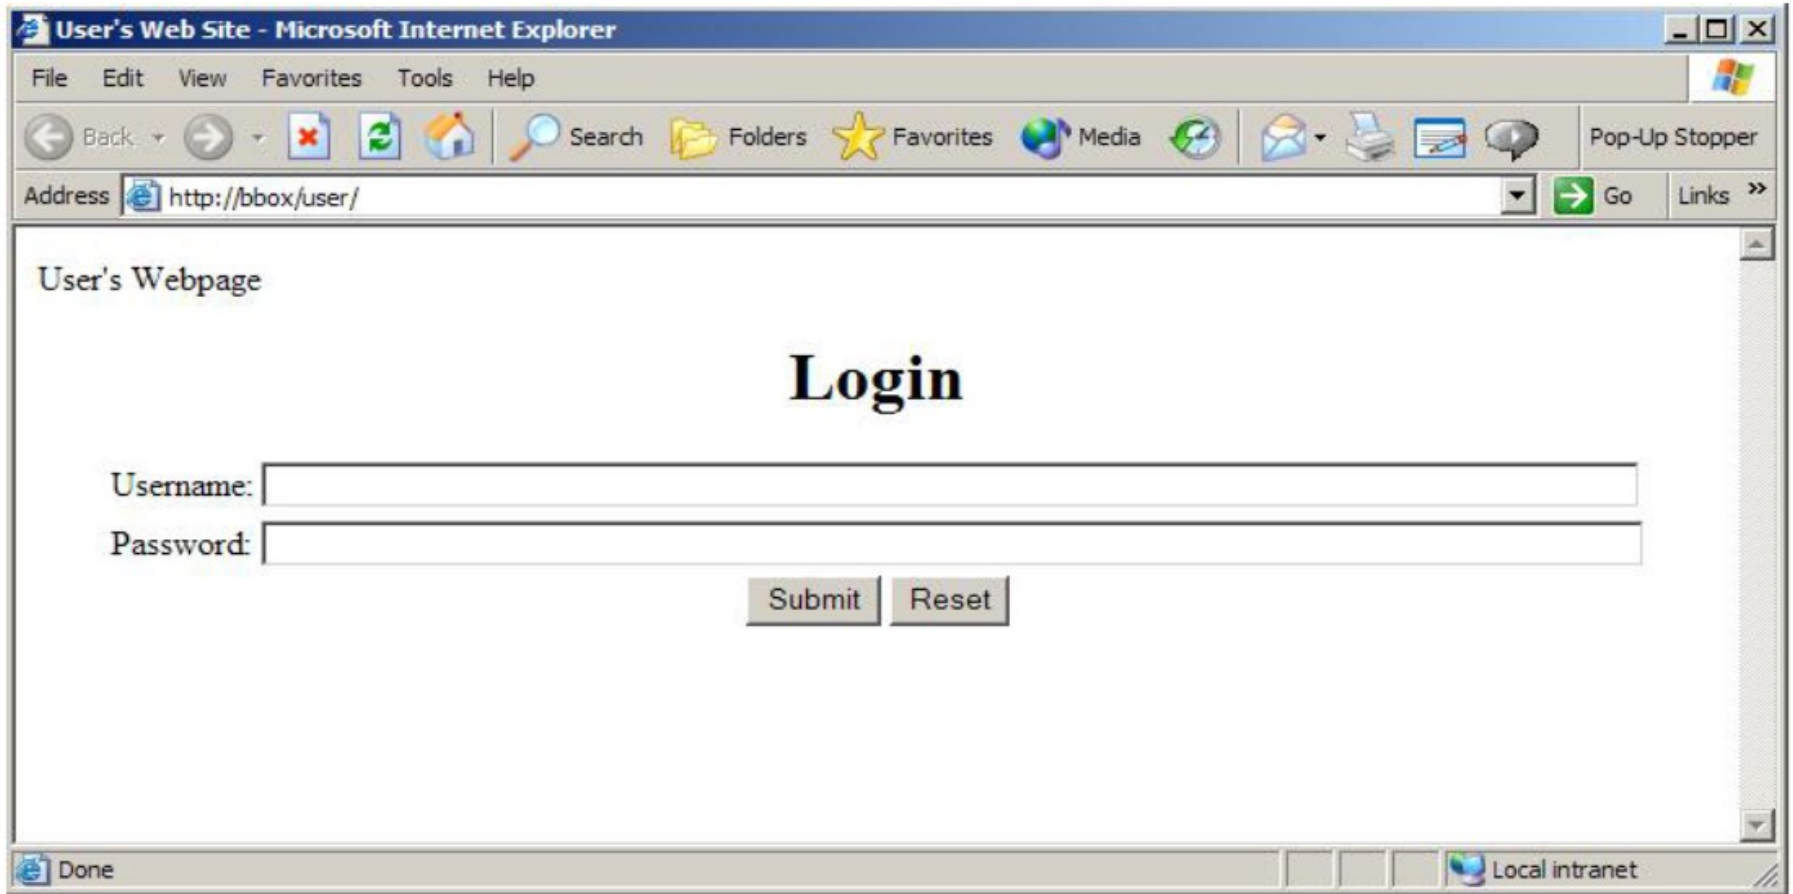 User's Web Site - Microsoft Internet Explorer
File Edit View Favorites Tools Help
Back Search Folders Favorites Media Pop-Up Stopper
Address http://bbox/user/ Go Links »
User's Webpage
Login
Username:
Password:
Submit Reset
Done Local intranet